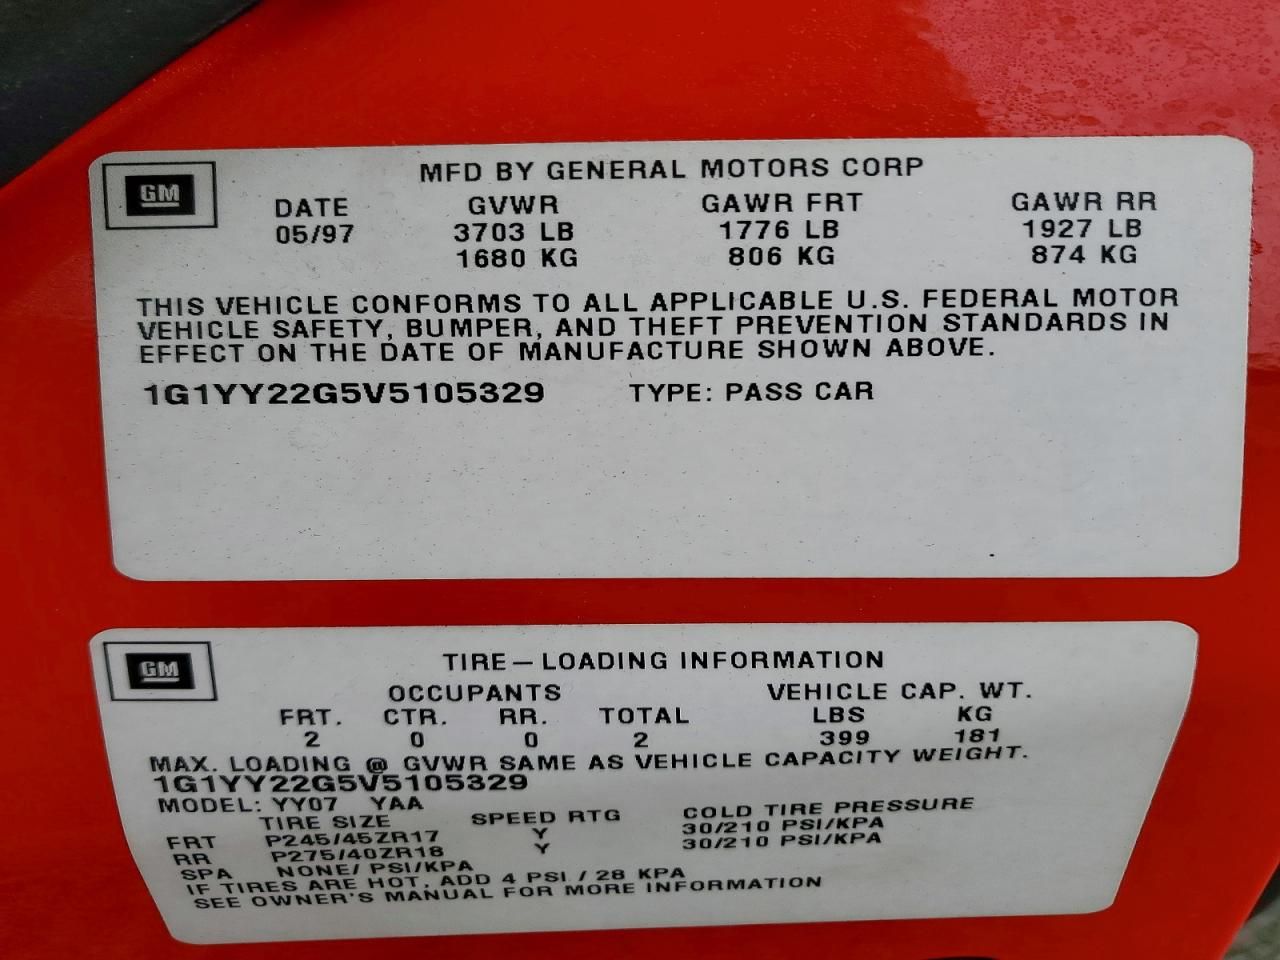 GM
MFD BY GENERAL MOTORS CORP
DATE GVWR GAWR FRT GAWR RR
05/97 3703 LB 1776 LB 1927 LB
1680 KG 806 KG 874 KG
THIS VEHICLE CONFORMS TO ALL APPLICABLE U.S. FEDERAL MOTOR
VEHICLE SAFETY, BUMPER, AND THEFT PREVENTION STANDARDS IN
EFFECT ON THE DATE OF MANUFACTURE SHOWN ABOVE.
1G1YY22G5V5105329 TYPE: PASS CAR
GM
TIRE—LOADING INFORMATION
OCCUPANTS VEHICLE CAP. WT.
FRT. CTR. RR. TOTAL LBS KG
2 0 0 2 399 181
MAX. LOADING @ GVWR SAME AS VEHICLE CAPACITY WEIGHT.
1G1YY22G5V5105329
MODEL: YY07 YAA
TIRE SIZE SPEED RTG COLD TIRE PRESSURE
FRT P245/45ZR17 Y 30/210 PSI/KPA
RR P275/40ZR18 Y 30/210 PSI/KPA
SPA NONE/ PSI/KPA
IF TIRES ARE HOT, ADD 4 PSI / 28 KPA
SEE OWNER'S MANUAL FOR MORE INFORMATION